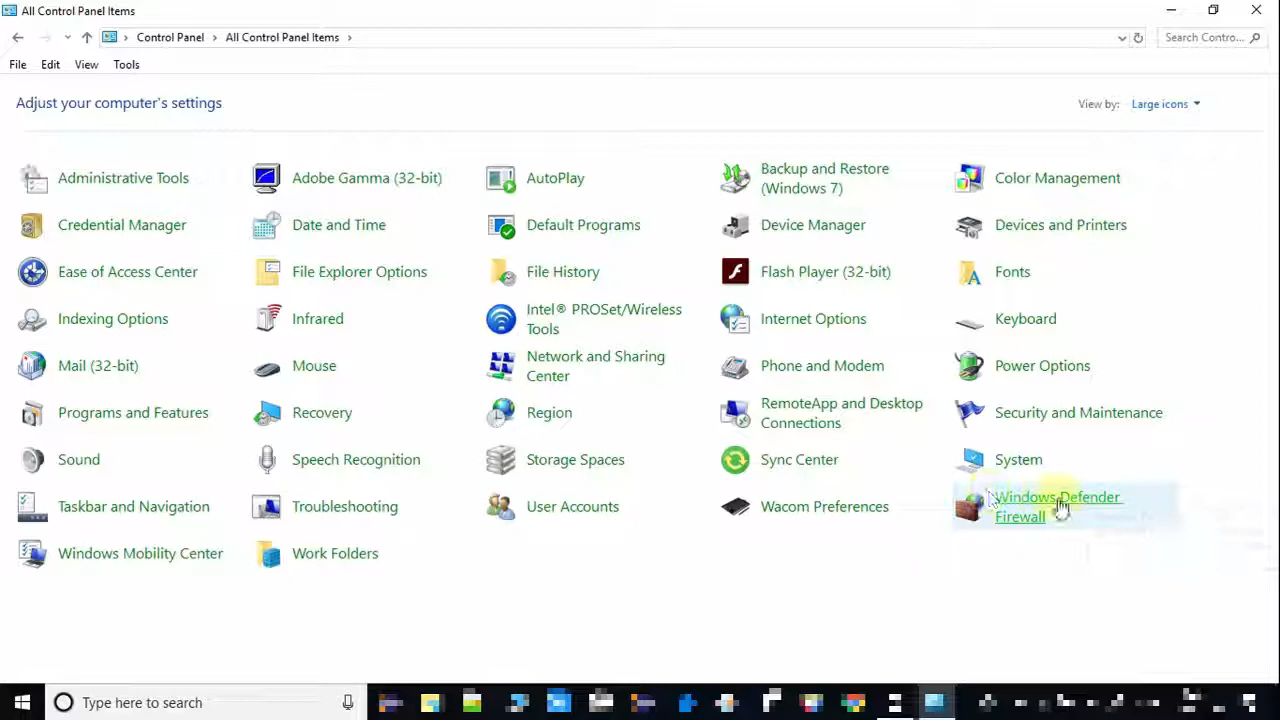 All Control Panel Items
Control Panel All Control Panel Items
Search Contro...
File Edit View Tools
Adjust your computer's settings
View by: Large icons
Administrative Tools
Adobe Gamma (32-bit)
AutoPlay
Backup and Restore
(Windows 7)
Color Management
Credential Manager
Date and Time
Default Programs
Device Manager
Devices and Printers
Ease of Access Center
File Explorer Options
File History
Flash Player (32-bit)
Fonts
Indexing Options
Infrared
Intel® PROSet/Wireless
Tools
Internet Options
Keyboard
Mail (32-bit)
Mouse
Network and Sharing
Center
Phone and Modem
Power Options
Programs and Features
Recovery
Region
RemoteApp and Desktop
Connections
Security and Maintenance
Sound
Speech Recognition
Storage Spaces
Sync Center
System
Taskbar and Navigation
Troubleshooting
User Accounts
Wacom Preferences
Windows Defender
Firewall
Windows Mobility Center
Work Folders
Type here to search